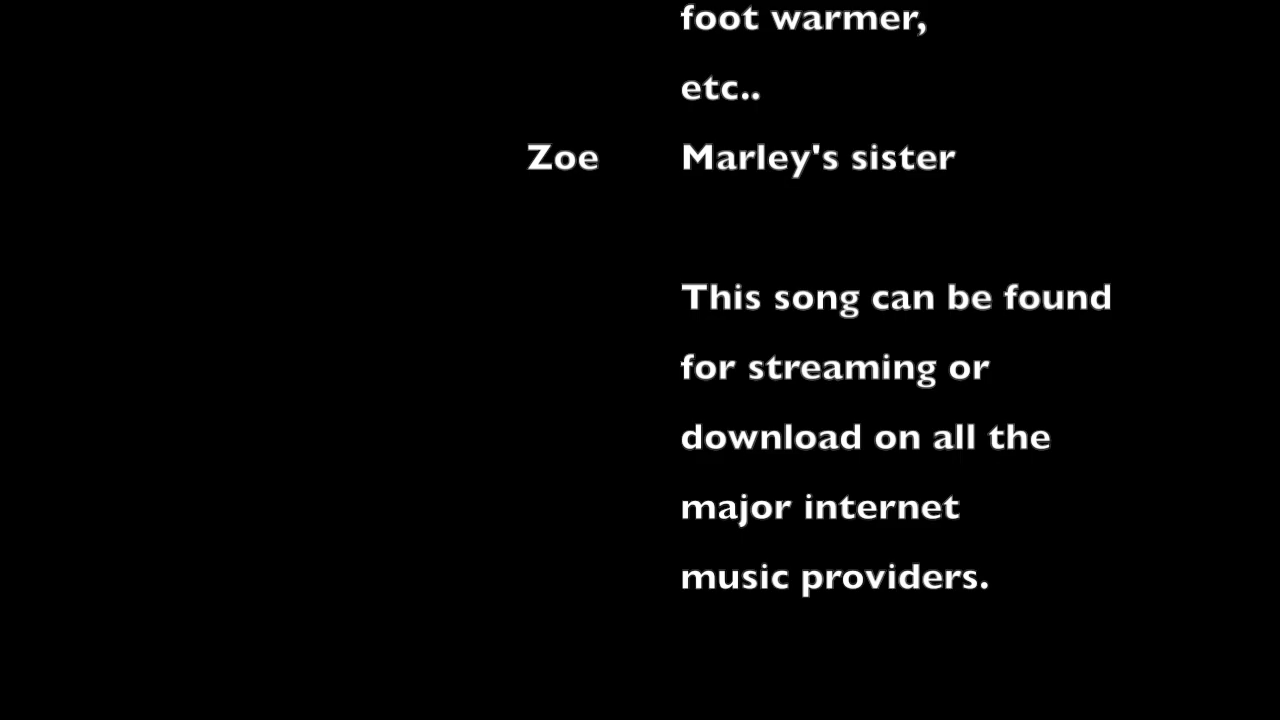 foot warmer,
etc..
Zoe Marley's sister
This song can be found
for streaming or
download on all the
major internet
music providers.